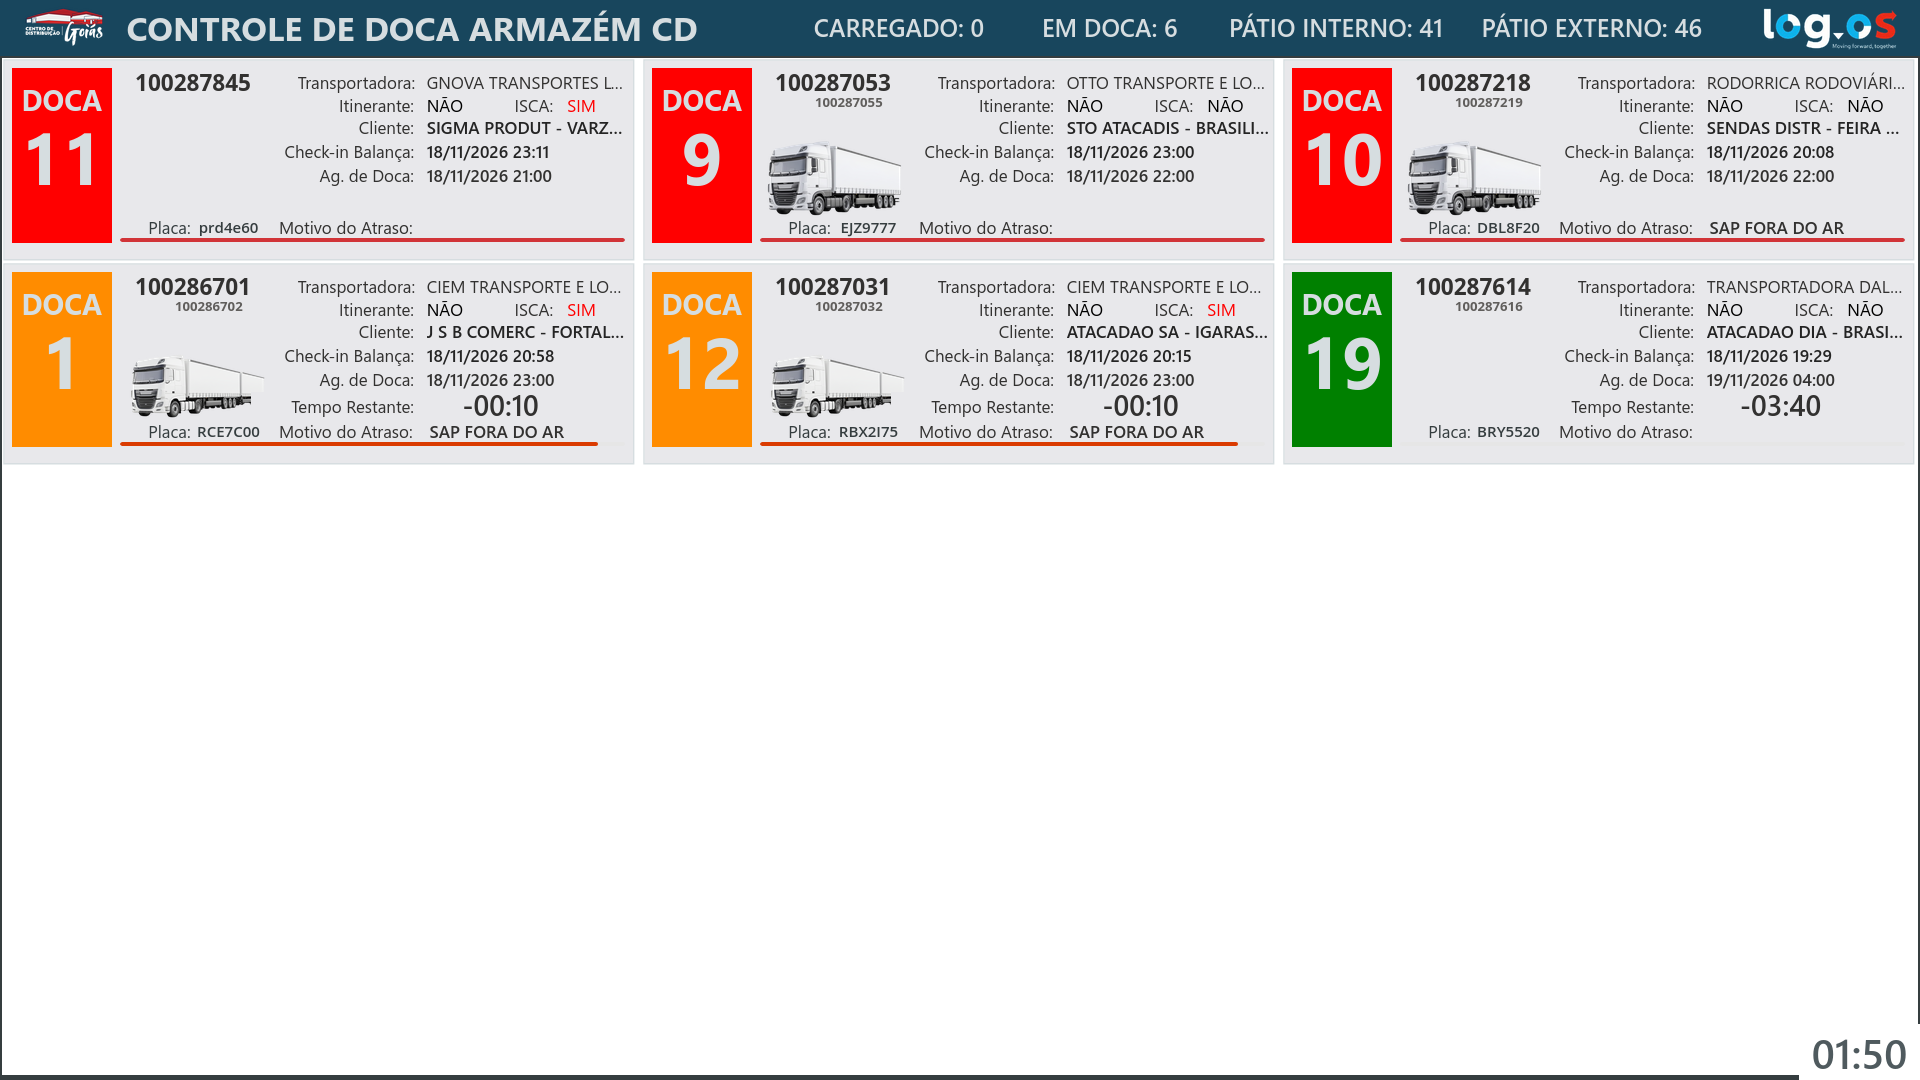 CENTRO DE DISTRIBUIÇÃO Goiás
CONTROLE DE DOCA ARMAZÉM CD
CARREGADO: 0
EM DOCA: 6
PÁTIO INTERNO: 41
PÁTIO EXTERNO: 46
log.os
Moving forward, together
DOCA
11
100287845
Transportadora: GNOVA TRANSPORTES L...
Itinerante: NÃO ISCA: SIM
Cliente: SIGMA PRODUT - VARZ...
Check-in Balança: 18/11/2026 23:11
Ag. de Doca: 18/11/2026 21:00
Placa: prd4e60 Motivo do Atraso:
DOCA
9
100287053
100287055
Transportadora: OTTO TRANSPORTE E LO...
Itinerante: NÃO ISCA: NÃO
Cliente: STO ATACADIS - BRASILI...
Check-in Balança: 18/11/2026 23:00
Ag. de Doca: 18/11/2026 22:00
Placa: EJZ9777 Motivo do Atraso:
DOCA
10
100287218
100287219
Transportadora: RODORRICA RODOVIÁRI...
Itinerante: NÃO ISCA: NÃO
Cliente: SENDAS DISTR - FEIRA ...
Check-in Balança: 18/11/2026 20:08
Ag. de Doca: 18/11/2026 22:00
Placa: DBL8F20 Motivo do Atraso: SAP FORA DO AR
DOCA
1
100286701
100286702
Transportadora: CIEM TRANSPORTE E LO...
Itinerante: NÃO ISCA: SIM
Cliente: J S B COMERC - FORTAL...
Check-in Balança: 18/11/2026 20:58
Ag. de Doca: 18/11/2026 23:00
Tempo Restante: -00:10
Placa: RCE7C00 Motivo do Atraso: SAP FORA DO AR
DOCA
12
100287031
100287032
Transportadora: CIEM TRANSPORTE E LO...
Itinerante: NÃO ISCA: SIM
Cliente: ATACADAO SA - IGARAS...
Check-in Balança: 18/11/2026 20:15
Ag. de Doca: 18/11/2026 23:00
Tempo Restante: -00:10
Placa: RBX2I75 Motivo do Atraso: SAP FORA DO AR
DOCA
19
100287614
100287616
Transportadora: TRANSPORTADORA DAL...
Itinerante: NÃO ISCA: NÃO
Cliente: ATACADAO DIA - BRASI...
Check-in Balança: 18/11/2026 19:29
Ag. de Doca: 19/11/2026 04:00
Tempo Restante: -03:40
Placa: BRY5520 Motivo do Atraso:
01:50